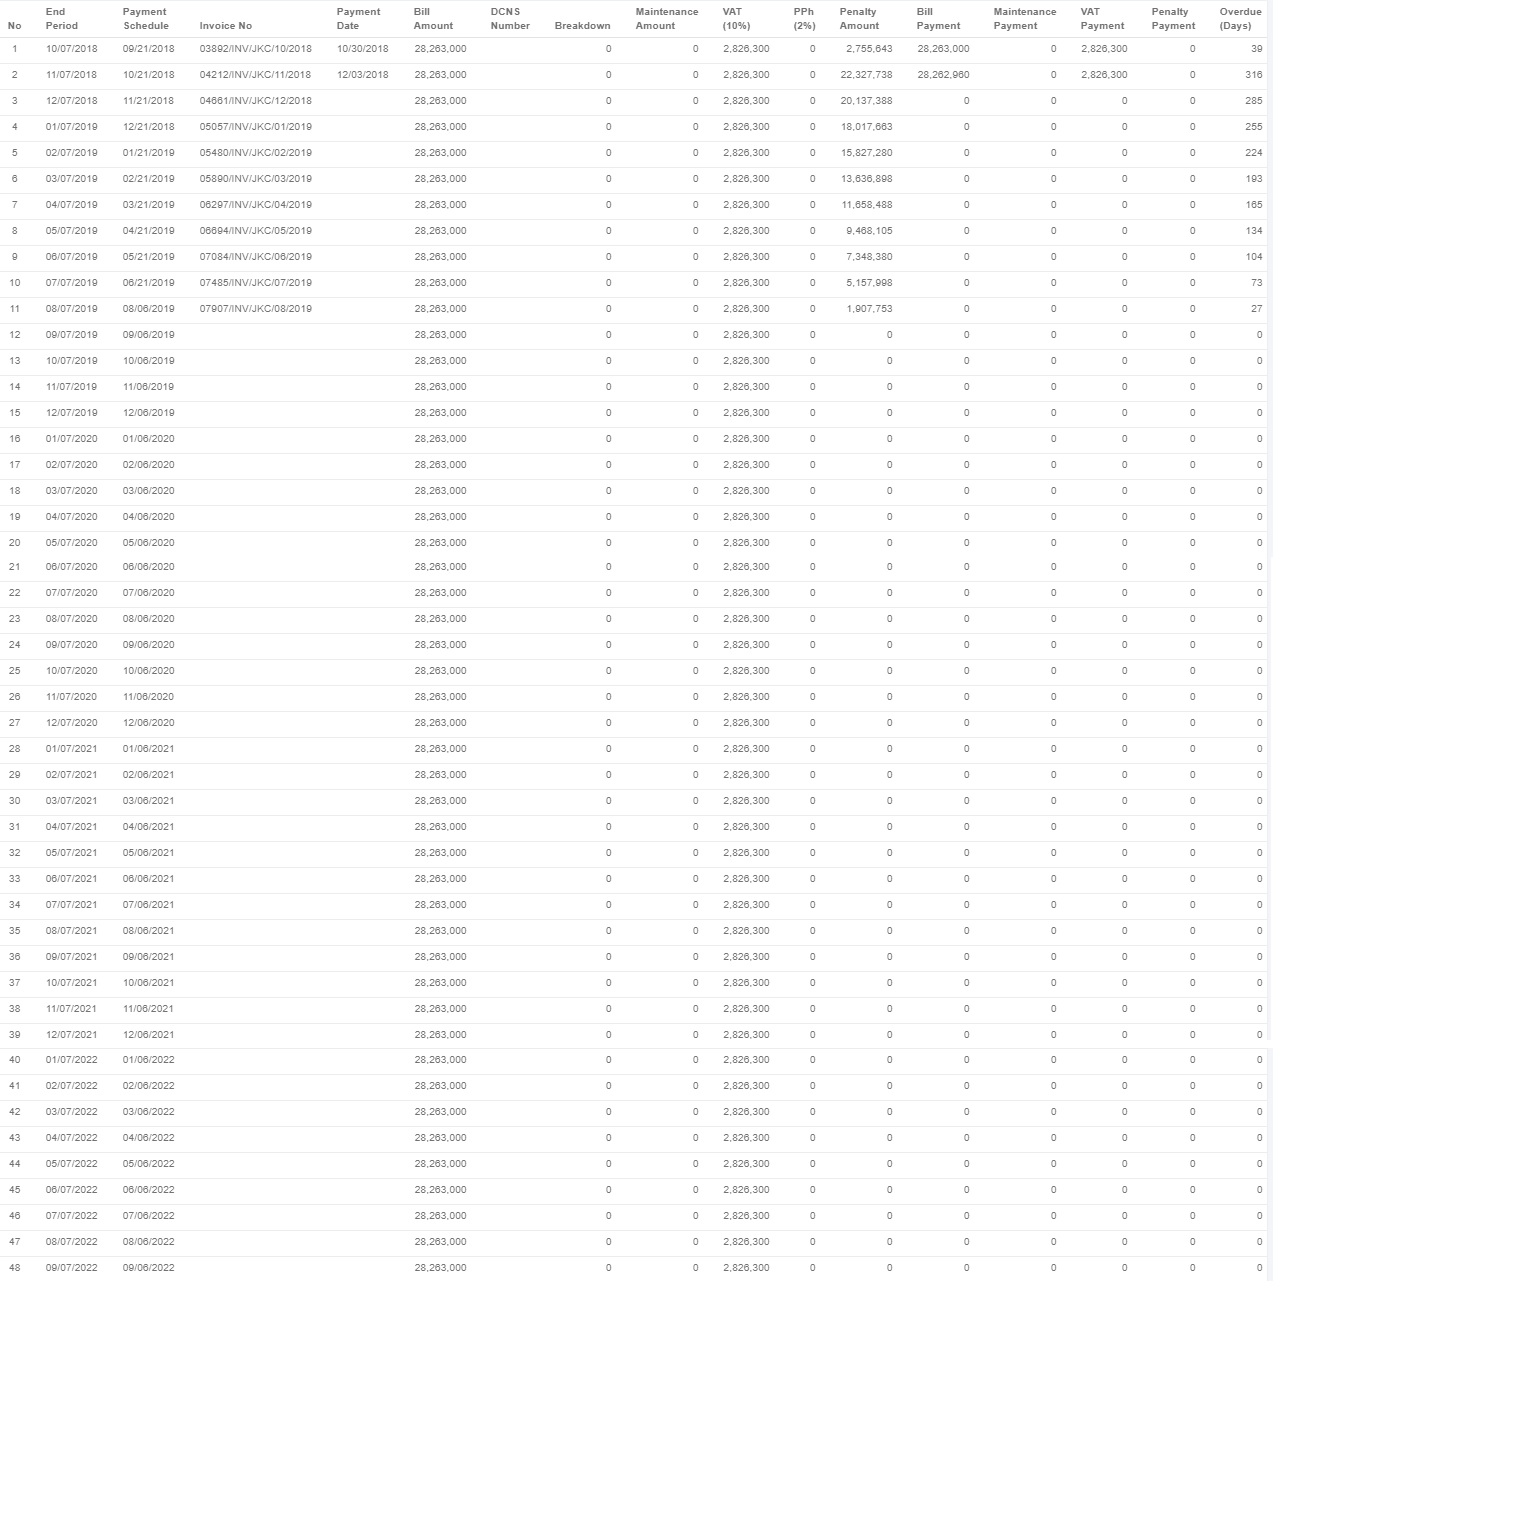 No End Period Payment Schedule Invoice No Payment Date Bill Amount DCNS Number Breakdown Maintenance Amount VAT (10%) PPh (2%) Penalty Amount Bill Payment Maintenance Payment VAT Payment Penalty Payment Overdue (Days)
1 10/07/2018 09/21/2018 03892/INV/JKC/10/2018 10/30/2018 28,263,000 0 0 2,826,300 0 2,755,643 28,263,000 0 2,826,300 0 39
2 11/07/2018 10/21/2018 04212/INV/JKC/11/2018 12/03/2018 28,263,000 0 0 2,826,300 0 22,327,738 28,262,960 0 2,826,300 0 316
3 12/07/2018 11/21/2018 04661/INV/JKC/12/2018 28,263,000 0 0 2,826,300 0 20,137,388 0 0 0 0 285
4 01/07/2019 12/21/2018 05057/INV/JKC/01/2019 28,263,000 0 0 2,826,300 0 18,017,663 0 0 0 0 255
5 02/07/2019 01/21/2019 05480/INV/JKC/02/2019 28,263,000 0 0 2,826,300 0 15,827,280 0 0 0 0 224
6 03/07/2019 02/21/2019 05890/INV/JKC/03/2019 28,263,000 0 0 2,826,300 0 13,636,898 0 0 0 0 193
7 04/07/2019 03/21/2019 06297/INV/JKC/04/2019 28,263,000 0 0 2,826,300 0 11,658,488 0 0 0 0 165
8 05/07/2019 04/21/2019 06694/INV/JKC/05/2019 28,263,000 0 0 2,826,300 0 9,468,105 0 0 0 0 134
9 06/07/2019 05/21/2019 07084/INV/JKC/06/2019 28,263,000 0 0 2,826,300 0 7,348,380 0 0 0 0 104
10 07/07/2019 06/21/2019 07485/INV/JKC/07/2019 28,263,000 0 0 2,826,300 0 5,157,998 0 0 0 0 73
11 08/07/2019 08/06/2019 07907/INV/JKC/08/2019 28,263,000 0 0 2,826,300 0 1,907,753 0 0 0 0 27
12 09/07/2019 09/06/2019 28,263,000 0 0 2,826,300 0 0 0 0 0 0 0
13 10/07/2019 10/06/2019 28,263,000 0 0 2,826,300 0 0 0 0 0 0 0
14 11/07/2019 11/06/2019 28,263,000 0 0 2,826,300 0 0 0 0 0 0 0
15 12/07/2019 12/06/2019 28,263,000 0 0 2,826,300 0 0 0 0 0 0 0
16 01/07/2020 01/06/2020 28,263,000 0 0 2,826,300 0 0 0 0 0 0 0
17 02/07/2020 02/06/2020 28,263,000 0 0 2,826,300 0 0 0 0 0 0 0
18 03/07/2020 03/06/2020 28,263,000 0 0 2,826,300 0 0 0 0 0 0 0
19 04/07/2020 04/06/2020 28,263,000 0 0 2,826,300 0 0 0 0 0 0 0
20 05/07/2020 05/06/2020 28,263,000 0 0 2,826,300 0 0 0 0 0 0 0
21 06/07/2020 06/06/2020 28,263,000 0 0 2,826,300 0 0 0 0 0 0 0
22 07/07/2020 07/06/2020 28,263,000 0 0 2,826,300 0 0 0 0 0 0 0
23 08/07/2020 08/06/2020 28,263,000 0 0 2,826,300 0 0 0 0 0 0 0
24 09/07/2020 09/06/2020 28,263,000 0 0 2,826,300 0 0 0 0 0 0 0
25 10/07/2020 10/06/2020 28,263,000 0 0 2,826,300 0 0 0 0 0 0 0
26 11/07/2020 11/06/2020 28,263,000 0 0 2,826,300 0 0 0 0 0 0 0
27 12/07/2020 12/06/2020 28,263,000 0 0 2,826,300 0 0 0 0 0 0 0
28 01/07/2021 01/06/2021 28,263,000 0 0 2,826,300 0 0 0 0 0 0 0
29 02/07/2021 02/06/2021 28,263,000 0 0 2,826,300 0 0 0 0 0 0 0
30 03/07/2021 03/06/2021 28,263,000 0 0 2,826,300 0 0 0 0 0 0 0
31 04/07/2021 04/06/2021 28,263,000 0 0 2,826,300 0 0 0 0 0 0 0
32 05/07/2021 05/06/2021 28,263,000 0 0 2,826,300 0 0 0 0 0 0 0
33 06/07/2021 06/06/2021 28,263,000 0 0 2,826,300 0 0 0 0 0 0 0
34 07/07/2021 07/06/2021 28,263,000 0 0 2,826,300 0 0 0 0 0 0 0
35 08/07/2021 08/06/2021 28,263,000 0 0 2,826,300 0 0 0 0 0 0 0
36 09/07/2021 09/06/2021 28,263,000 0 0 2,826,300 0 0 0 0 0 0 0
37 10/07/2021 10/06/2021 28,263,000 0 0 2,826,300 0 0 0 0 0 0 0
38 11/07/2021 11/06/2021 28,263,000 0 0 2,826,300 0 0 0 0 0 0 0
39 12/07/2021 12/06/2021 28,263,000 0 0 2,826,300 0 0 0 0 0 0 0
40 01/07/2022 01/06/2022 28,263,000 0 0 2,826,300 0 0 0 0 0 0 0
41 02/07/2022 02/06/2022 28,263,000 0 0 2,826,300 0 0 0 0 0 0 0
42 03/07/2022 03/06/2022 28,263,000 0 0 2,826,300 0 0 0 0 0 0 0
43 04/07/2022 04/06/2022 28,263,000 0 0 2,826,300 0 0 0 0 0 0 0
44 05/07/2022 05/06/2022 28,263,000 0 0 2,826,300 0 0 0 0 0 0 0
45 06/07/2022 06/06/2022 28,263,000 0 0 2,826,300 0 0 0 0 0 0 0
46 07/07/2022 07/06/2022 28,263,000 0 0 2,826,300 0 0 0 0 0 0 0
47 08/07/2022 08/06/2022 28,263,000 0 0 2,826,300 0 0 0 0 0 0 0
48 09/07/2022 09/06/2022 28,263,000 0 0 2,826,300 0 0 0 0 0 0 0